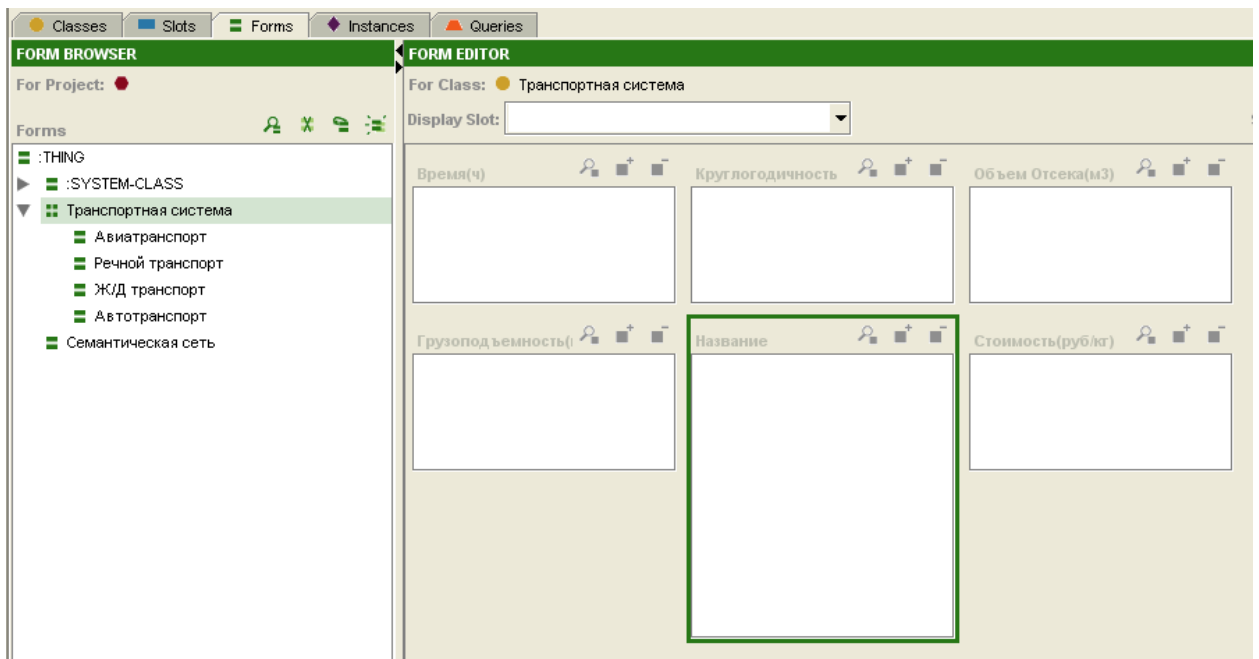 Classes Slots Forms Instances Queries
FORM BROWSER
For Project:
Forms
:THING
:SYSTEM-CLASS
Транспортная система
Авиатранспорт
Речной транспорт
Ж/Д транспорт
Автотранспорт
Семантическая сеть
FORM EDITOR
For Class: Транспортная система
Display Slot:
Время(ч) Круглогодичность Объем Отсека(м3)
Грузоподъемность( Название Стоимость(руб/кг)